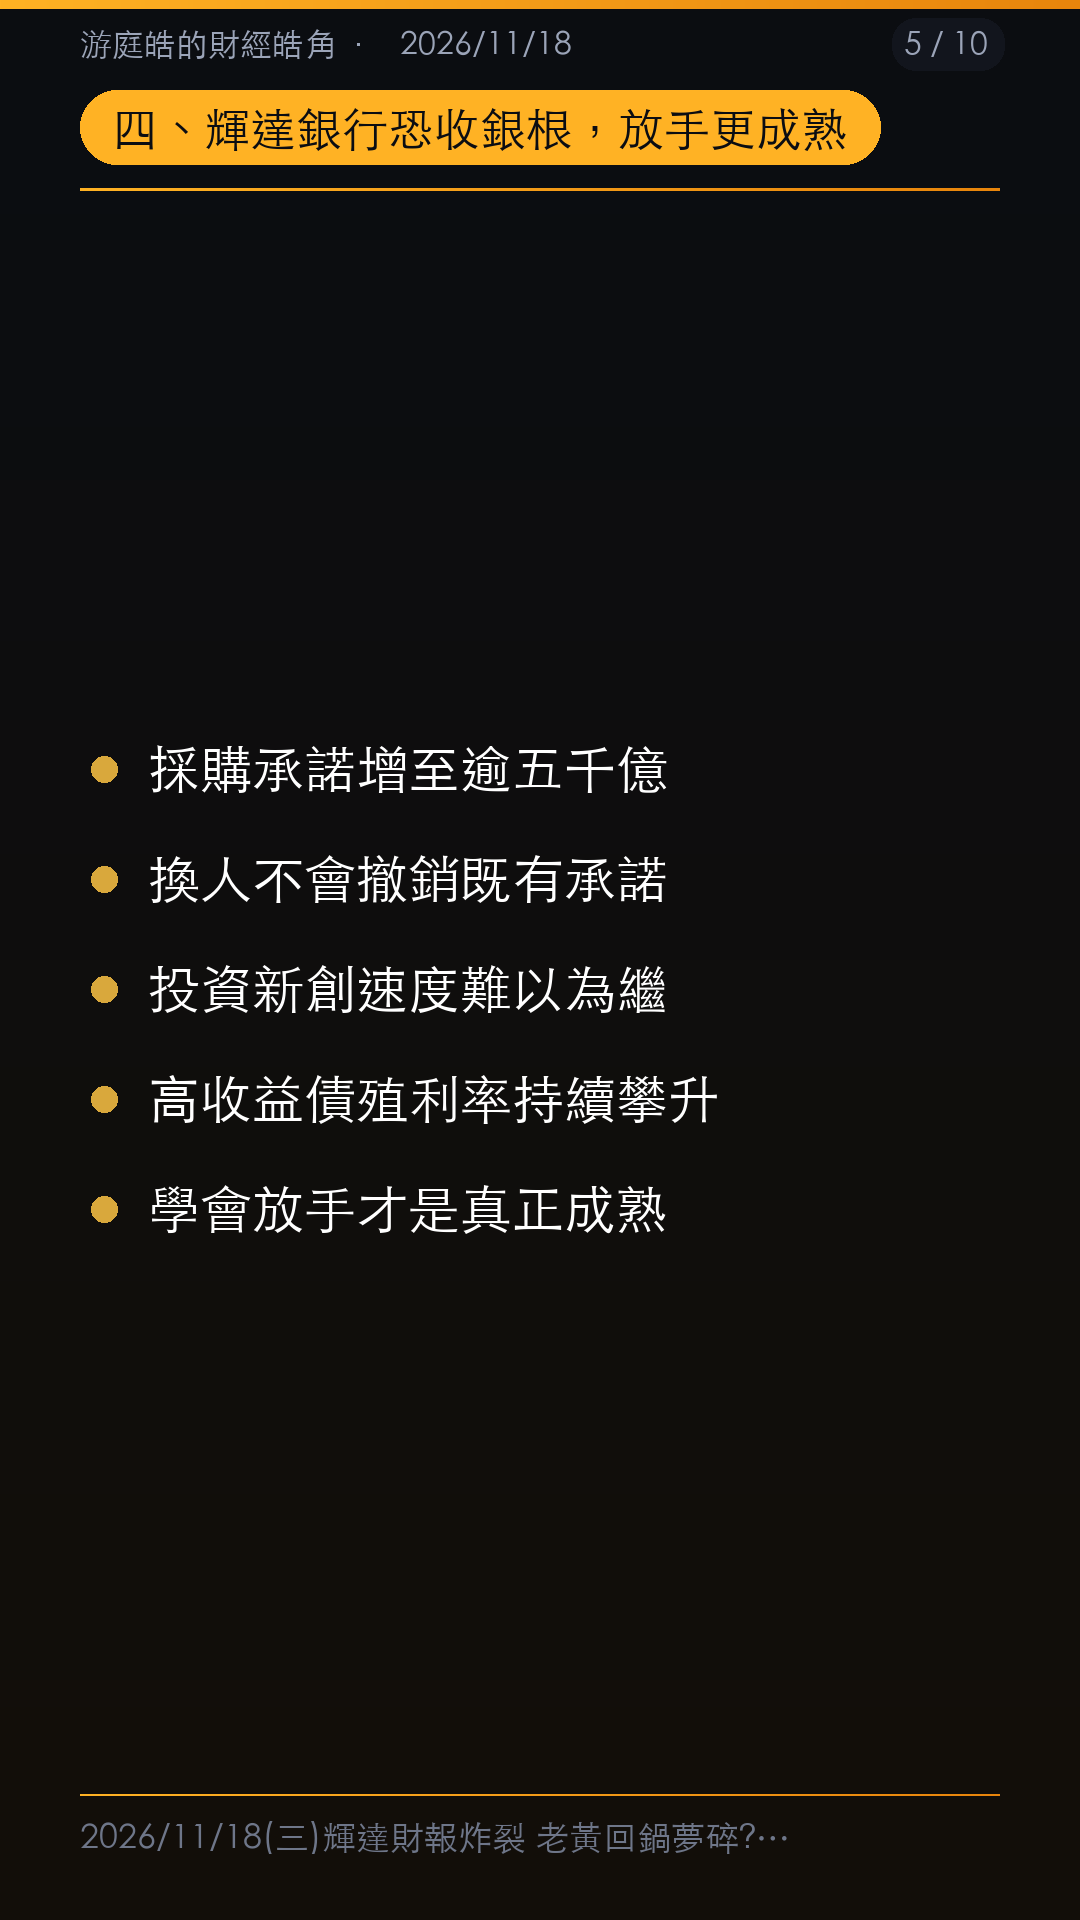 游庭皓的財經皓角 · 2026/11/18
5 / 10
四、輝達銀行恐收銀根，放手更成熟
採購承諾增至逾五千億
換人不會撤銷既有承諾
投資新創速度難以為繼
高收益債殖利率持續攀升
學會放手才是真正成熟
2026/11/18(三)輝達財報炸裂 老黃回鍋夢碎?…